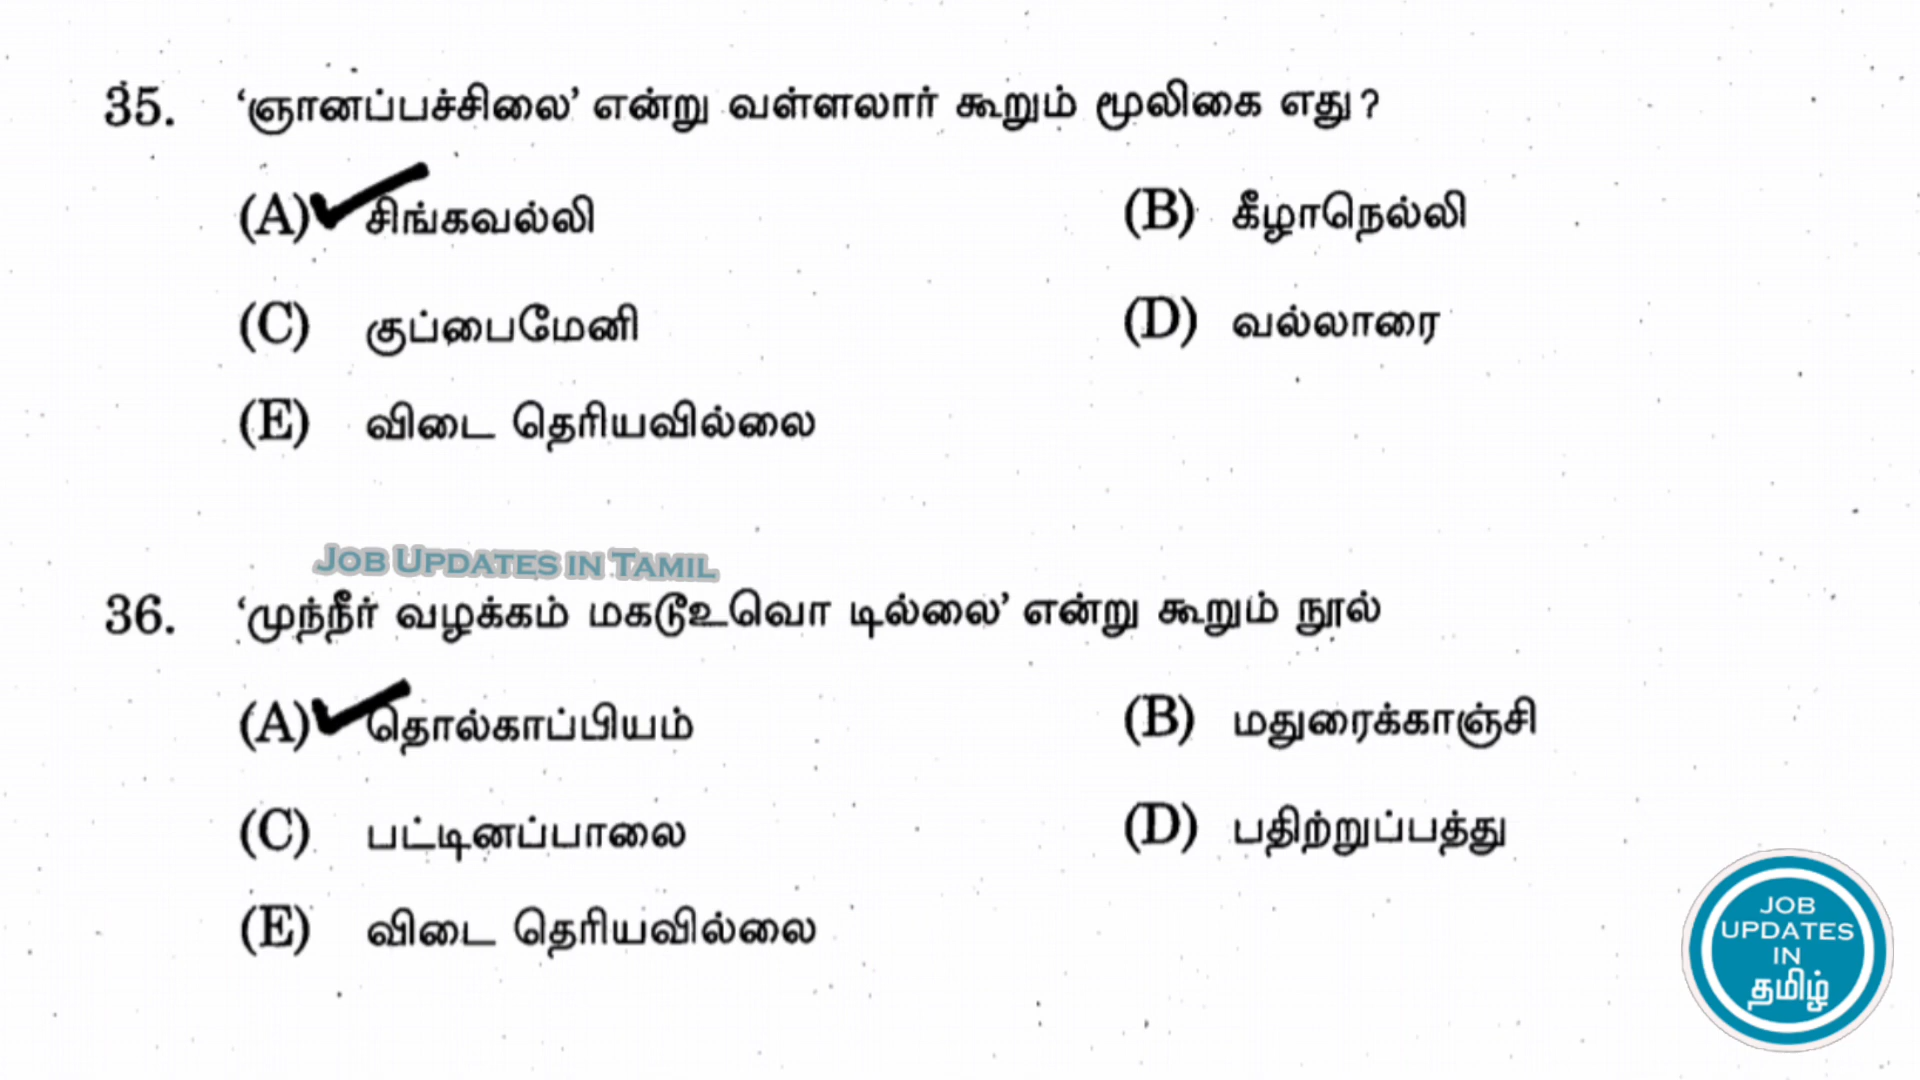 35. ‘ஞானப்பச்சிலை’ என்று வள்ளலார் கூறும் மூலிகை எது?
(A) சிங்கவல்லி (B) கீழாநெல்லி
(C) குப்பைமேனி (D) வல்லாரை
(E) விடை தெரியவில்லை
JOB UPDATES IN TAMIL
36. ‘முந்நீர் வழக்கம் மகடூஉவொ டில்லை’ என்று கூறும் நூல்
(A) தொல்காப்பியம் (B) மதுரைக்காஞ்சி
(C) பட்டினப்பாலை (D) பதிற்றுப்பத்து
(E) விடை தெரியவில்லை
JOB
UPDATES
IN
தமிழ்